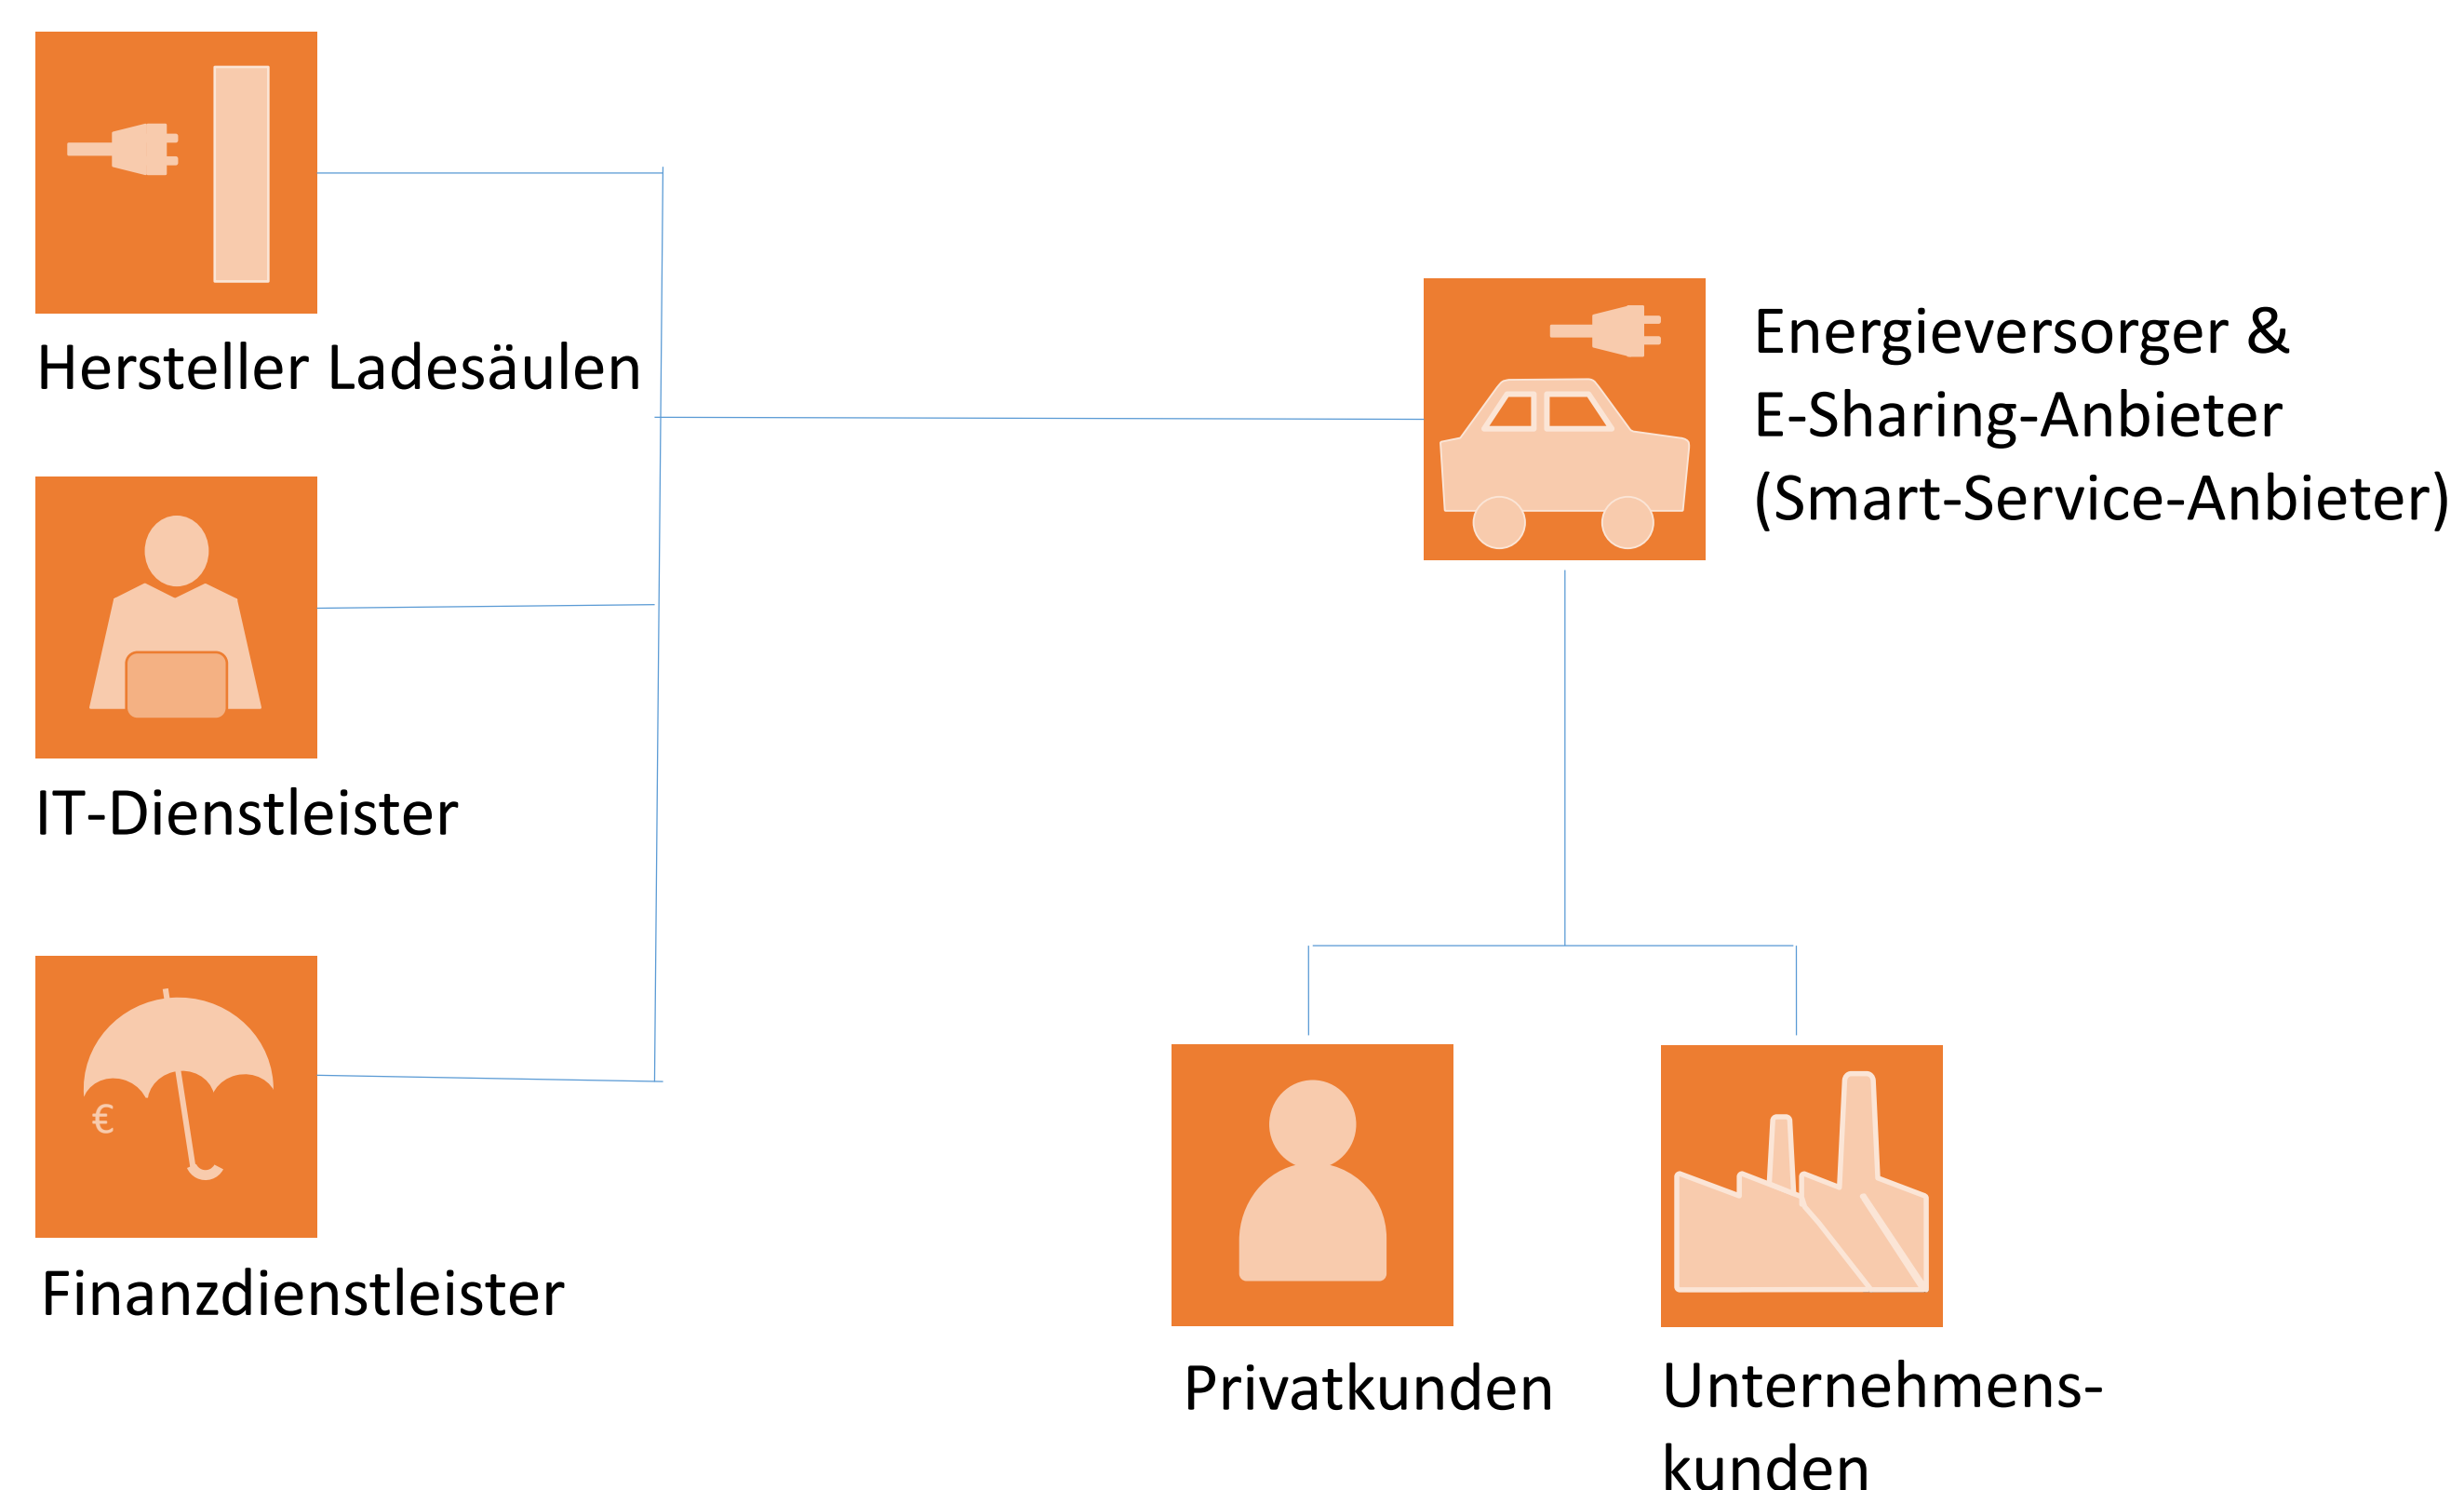 Hersteller Ladesäulen
Energieversorger &
E-Sharing-Anbieter
(Smart-Service-Anbieter)
IT-Dienstleister
€
Finanzdienstleister
Privatkunden
Unternehmens-
kunden